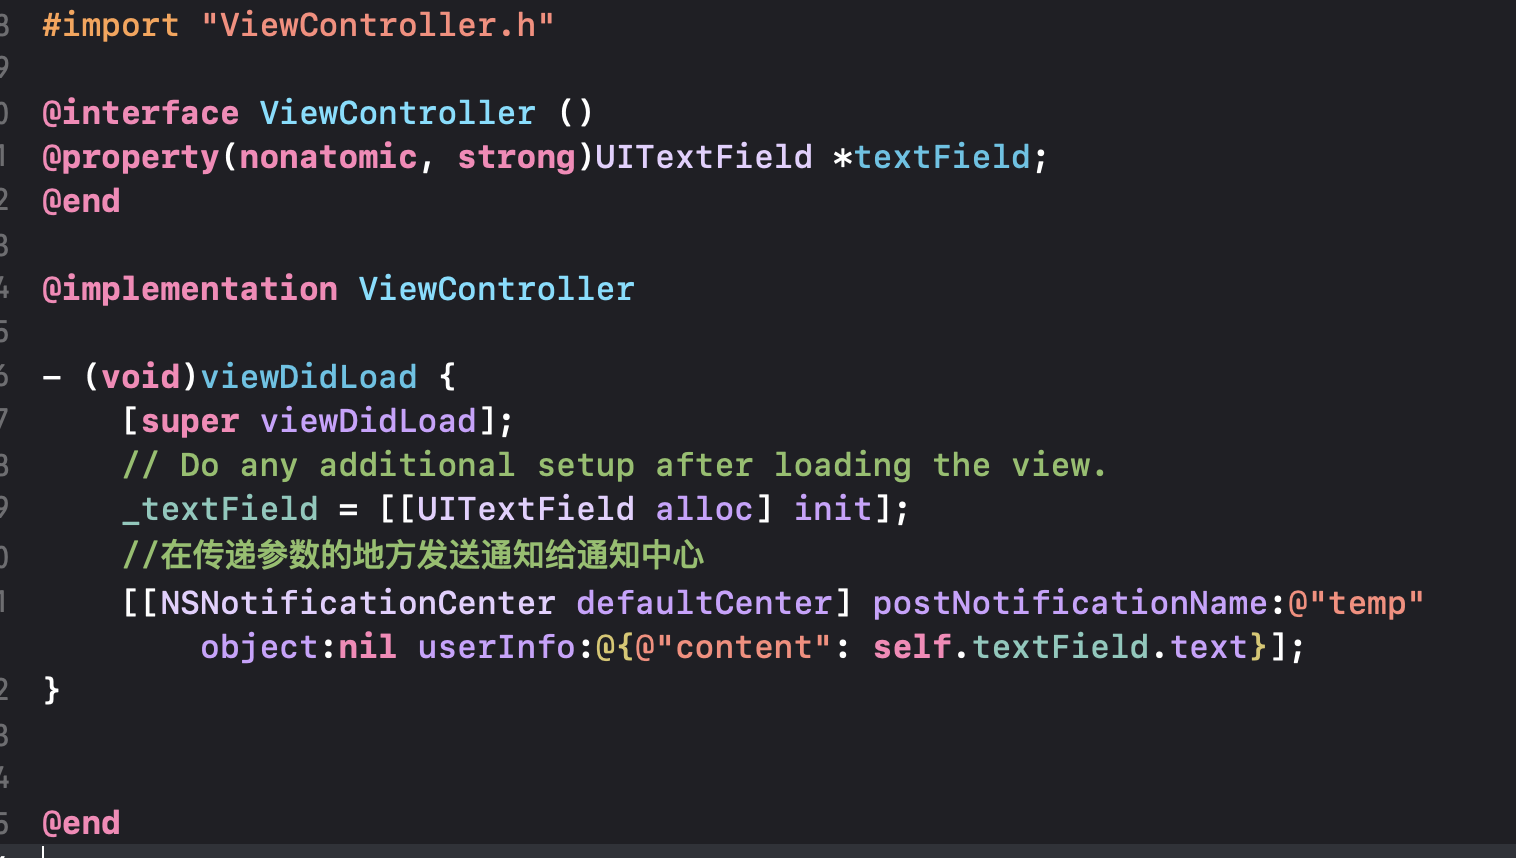 8 #import "ViewController.h"
9
0 @interface ViewController ()
1 @property(nonatomic, strong)UITextField *textField;
2 @end
3
4 @implementation ViewController
5
6 - (void)viewDidLoad {
7 [super viewDidLoad];
8 // Do any additional setup after loading the view.
9 _textField = [[UITextField alloc] init];
0 //在传递参数的地方发送通知给通知中心
1 [[NSNotificationCenter defaultCenter] postNotificationName:@"temp"
object:nil userInfo:@{@"content": self.textField.text}];
2 }
3
4
5 @end